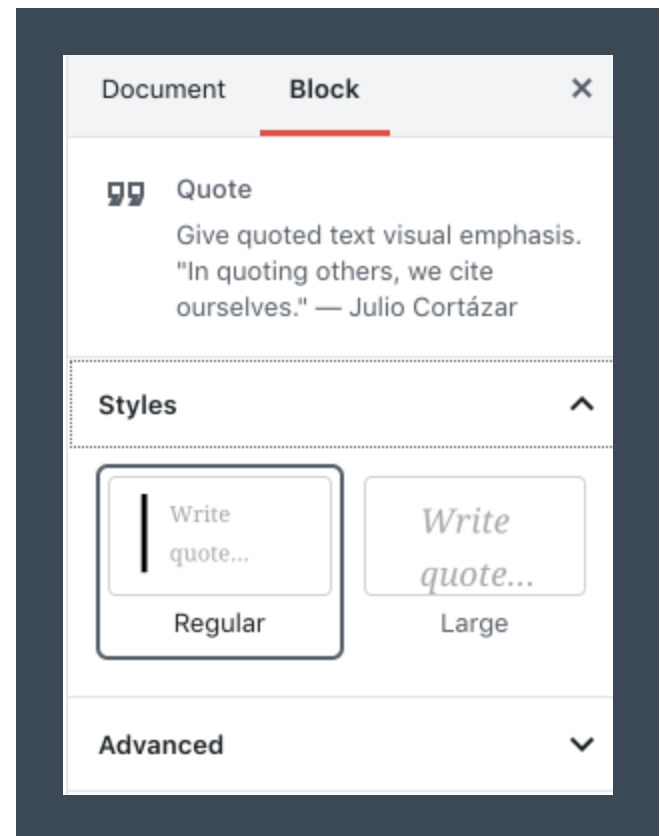 Document Block ×
Quote
Give quoted text visual emphasis.
"In quoting others, we cite
ourselves." — Julio Cortázar
Styles
Write
quote...
Regular
Write
quote...
Large
Advanced